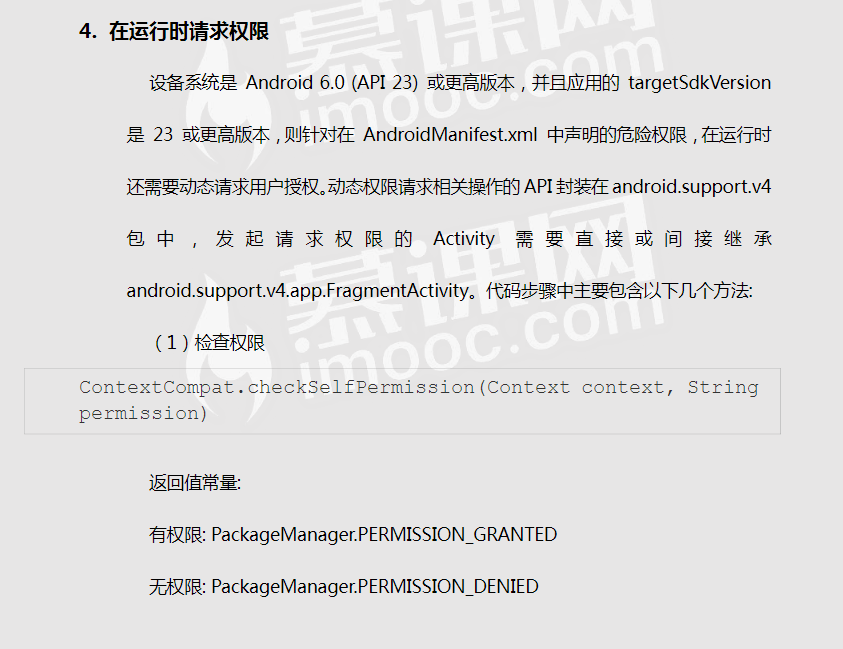 慕课网
imooc.com
4. 在运行时请求权限
设备系统是 Android 6.0 (API 23) 或更高版本，并且应用的 targetSdkVersion
是 23 或更高版本，则针对在 AndroidManifest.xml 中声明的危险权限，在运行时
还需要动态请求用户授权。动态权限请求相关操作的 API 封装在 android.support.v4
包中，发起请求权限的 Activity 需要直接或间接继承
android.support.v4.app.FragmentActivity。代码步骤中主要包含以下几个方法:
慕课网
imooc.com
（1）检查权限
ContextCompat.checkSelfPermission(Context context, String
permission)
返回值常量:
有权限: PackageManager.PERMISSION_GRANTED
无权限: PackageManager.PERMISSION_DENIED